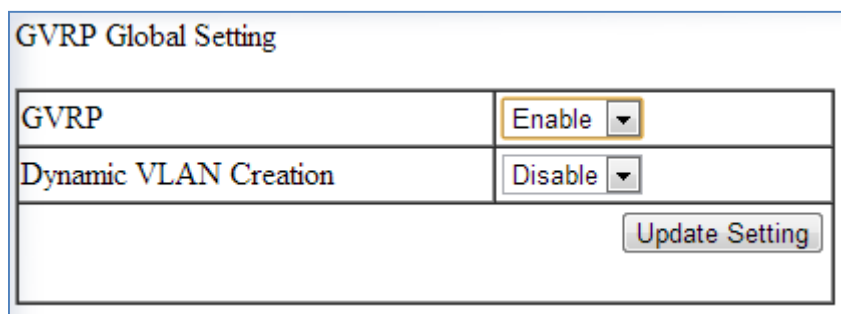 GVRP Global Setting
GVRP Enable
Dynamic VLAN Creation Disable
Update Setting